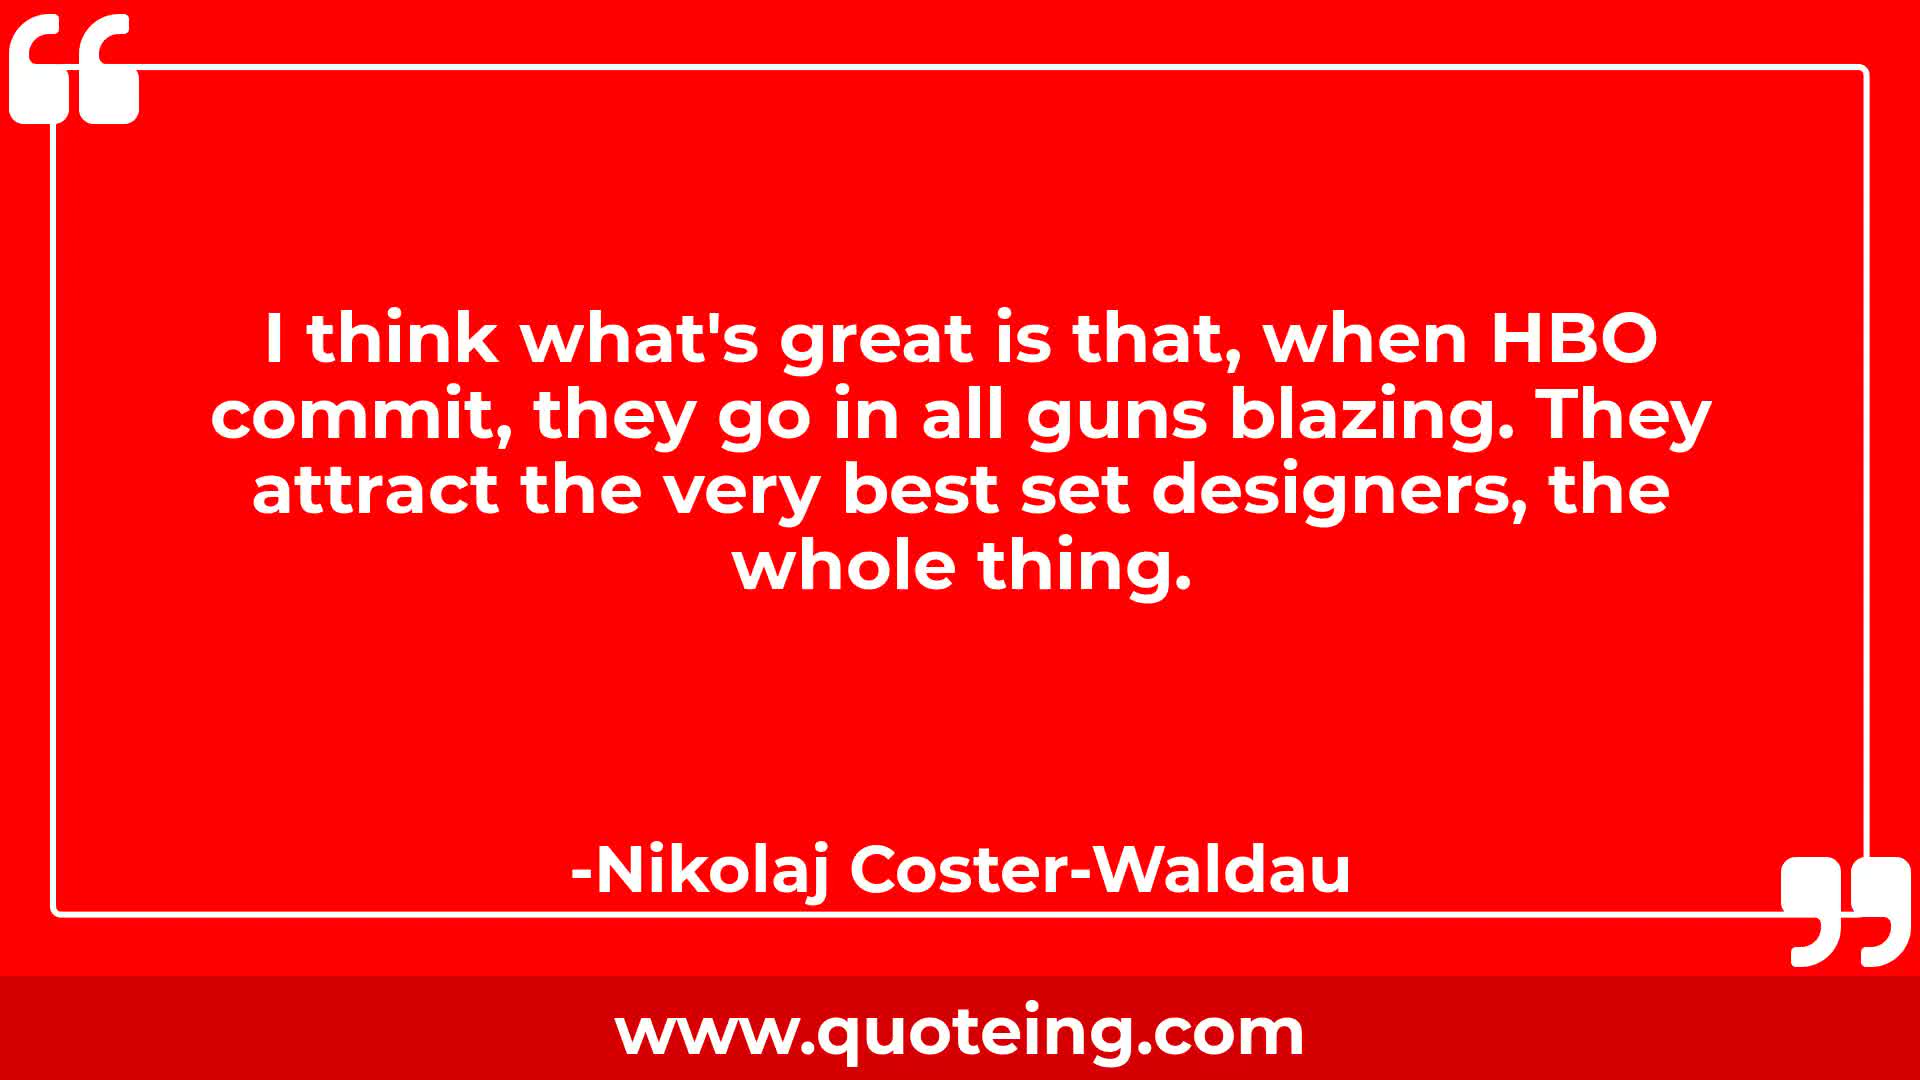 I think what's great is that, when HBO
commit, they go in all guns blazing. They
attract the very best set designers, the
whole thing.
-Nikolaj Coster-Waldau
www.quoteing.com